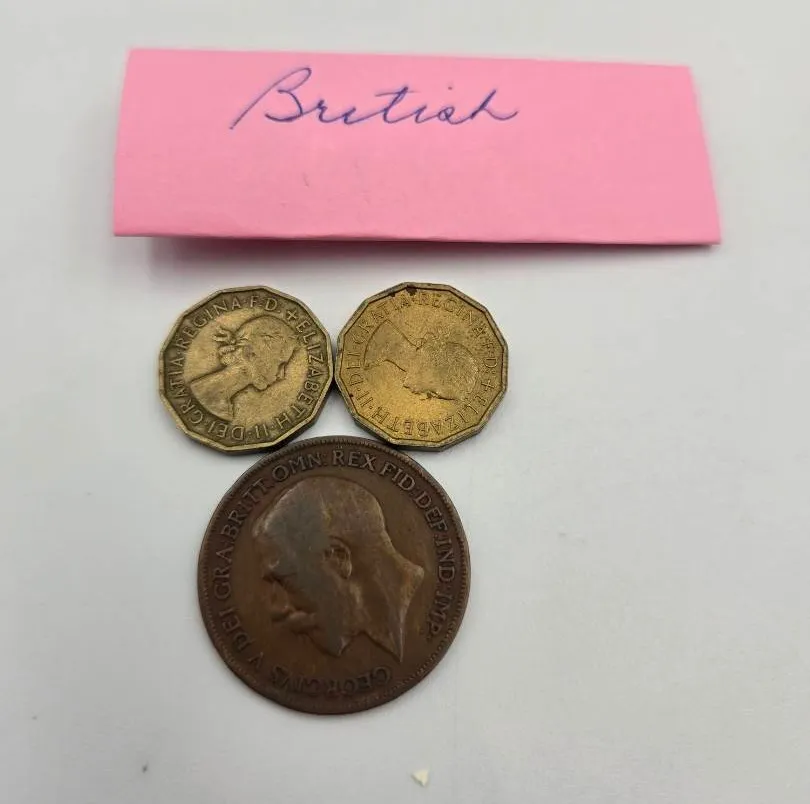 British
ELIZABETH·II·DEI·GRATIA·REGINA·F:D·+
ELIZABETH·II·DEI·GRATIA·REGINA·F:D·+
GEORGIVS V DEI GRA: BRITT: OMN: REX FID: DEF: IND: IMP: